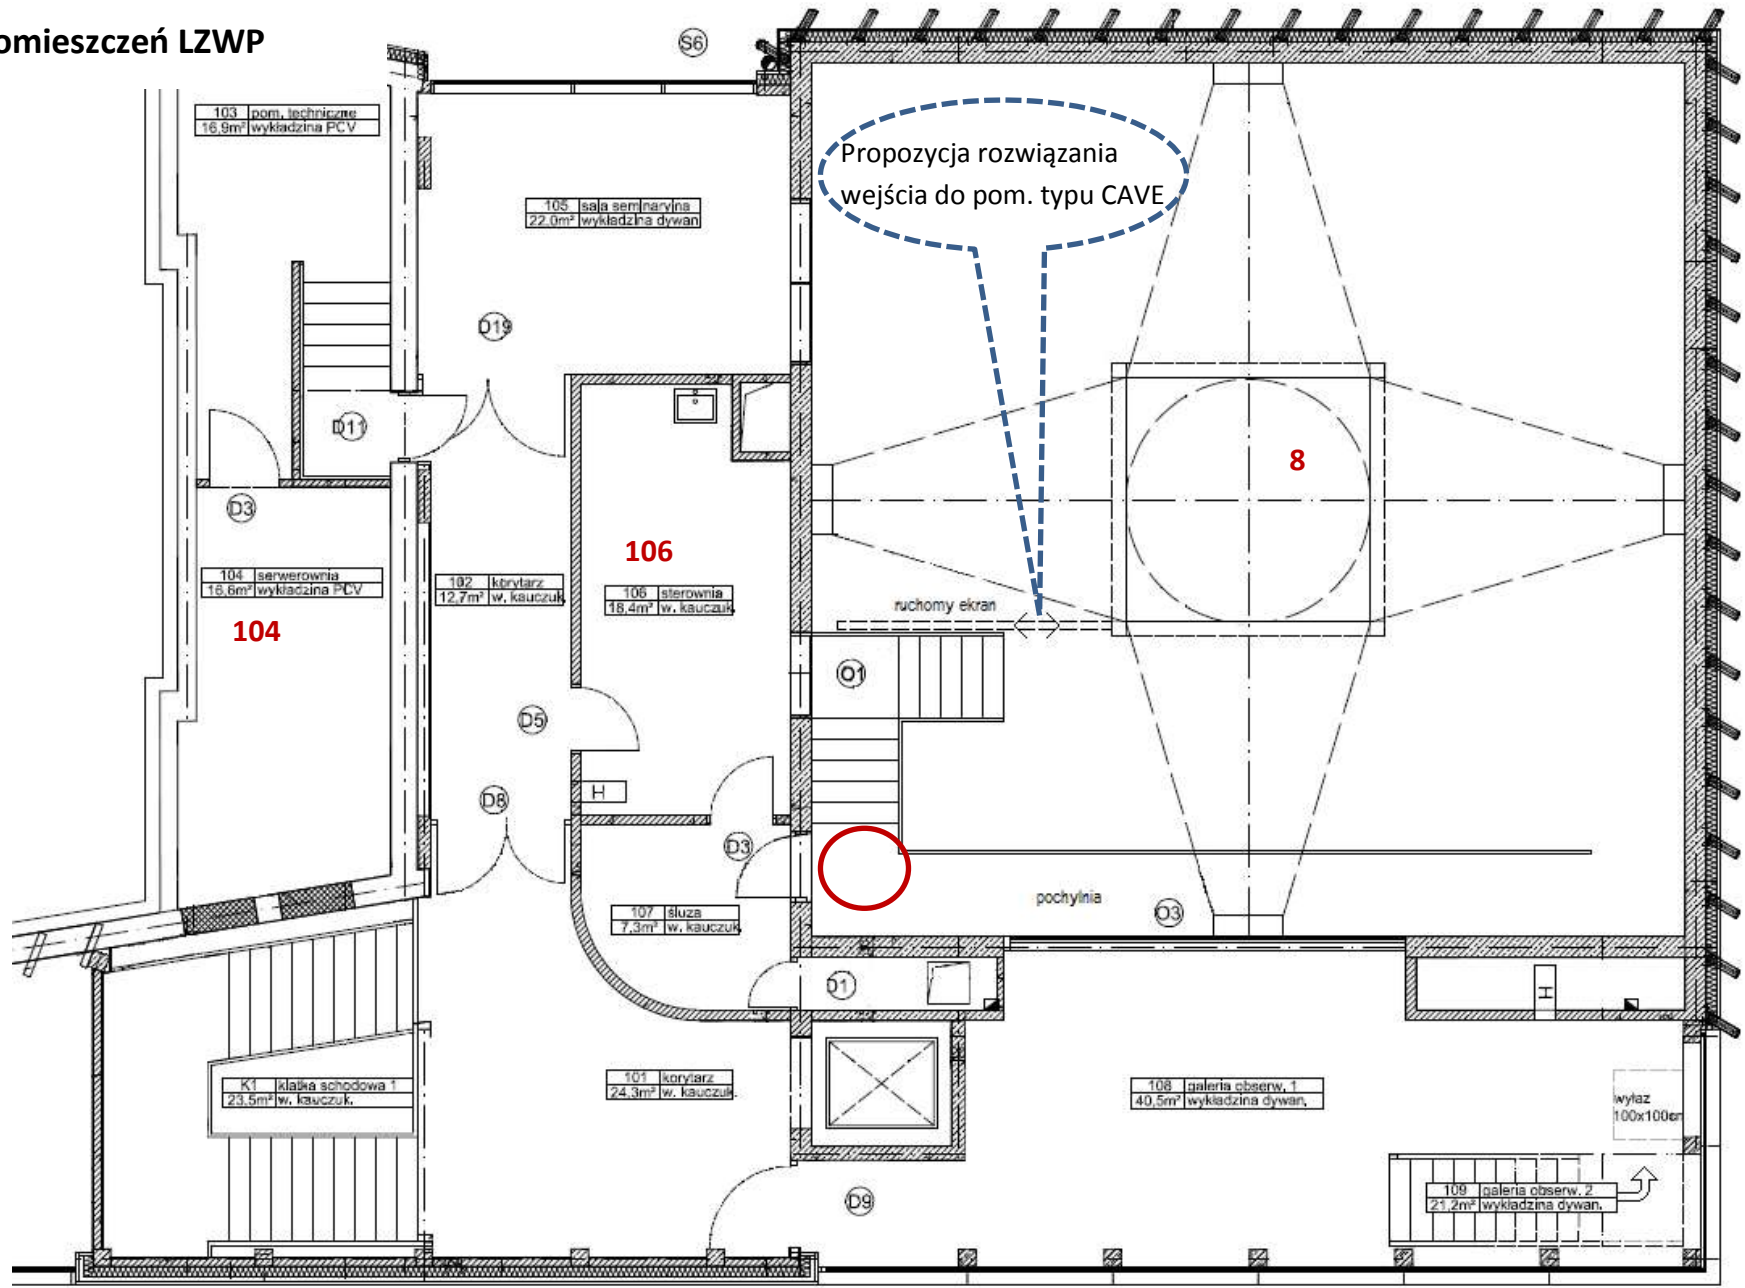 omieszczeń LZWP
S6
103 pom. techniczne
16,9m² wykładzina PCV
Propozycja rozwiązania
wejścia do pom. typu CAVE
105 sala seminaryjna
22,0m² wykładzina dywan
D19
D11
D3
8
106
104 serwerownia
16,6m² wykładzina PCV
102 korytarz
12,7m² w. kauczuk.
106 sterownia
18,4m² w. kauczuk.
ruchomy ekran
104
O1
D5
H
D8
D3
pochylnia
O3
107 śluza
7,3m² w. kauczuk.
D1
H
K1 klatka schodowa 1
23,5m² w. kauczuk.
101 korytarz
24,3m² w. kauczuk.
108 galeria obserw. 1
40,5m² wykładzina dywan.
wyłaz
100x100cm
109 galeria obserw. 2
21,2m² wykładzina dywan.
D9